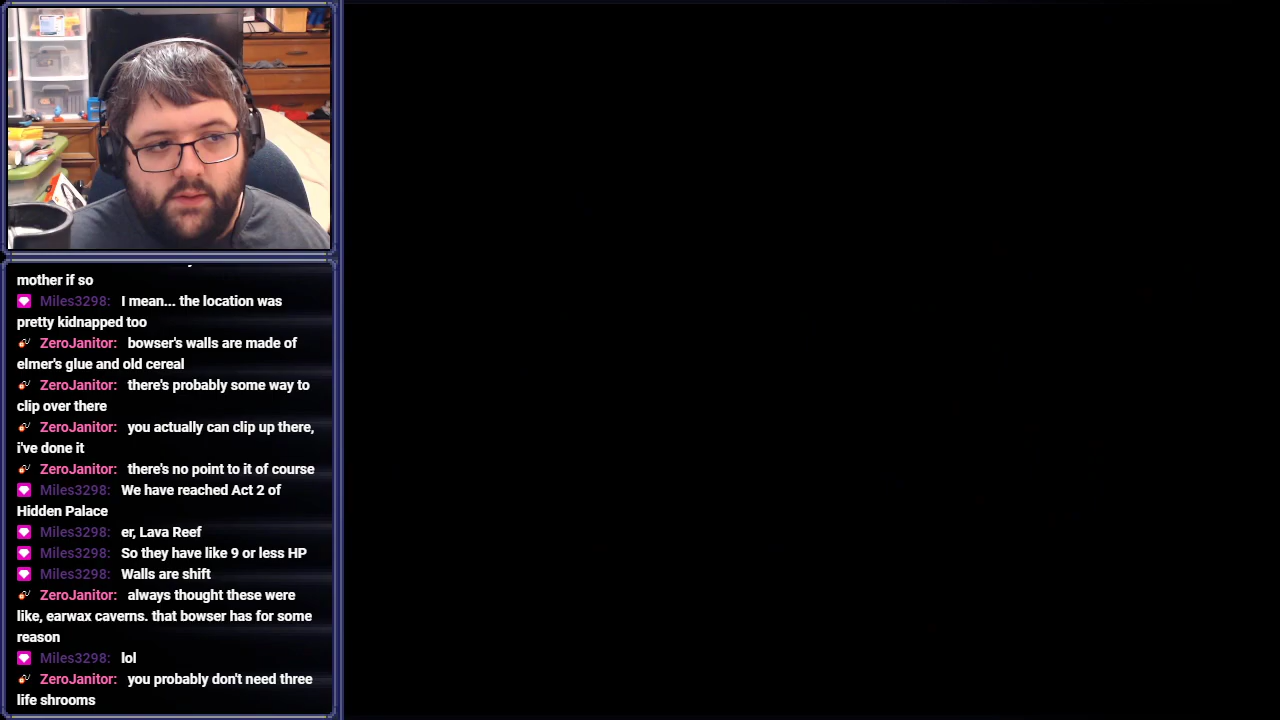 mother if so
Miles3298: I mean... the location was
pretty kidnapped too
ZeroJanitor: bowser's walls are made of
elmer's glue and old cereal
ZeroJanitor: there's probably some way to
clip over there
ZeroJanitor: you actually can clip up there,
i've done it
ZeroJanitor: there's no point to it of course
Miles3298: We have reached Act 2 of
Hidden Palace
Miles3298: er, Lava Reef
Miles3298: So they have like 9 or less HP
Miles3298: Walls are shift
ZeroJanitor: always thought these were
like, earwax caverns. that bowser has for some
reason
Miles3298: lol
ZeroJanitor: you probably don't need three
life shrooms